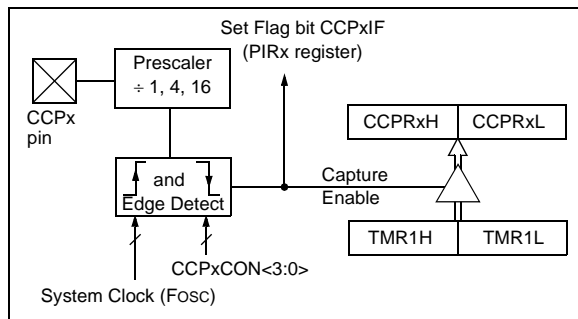 Set Flag bit CCPxIF
(PIRx register)
Prescaler
÷ 1, 4, 16
CCPx
pin
CCPRxH
CCPRxL
and
Edge Detect
Capture
Enable
TMR1H
TMR1L
CCPxCON<3:0>
System Clock (FOSC)